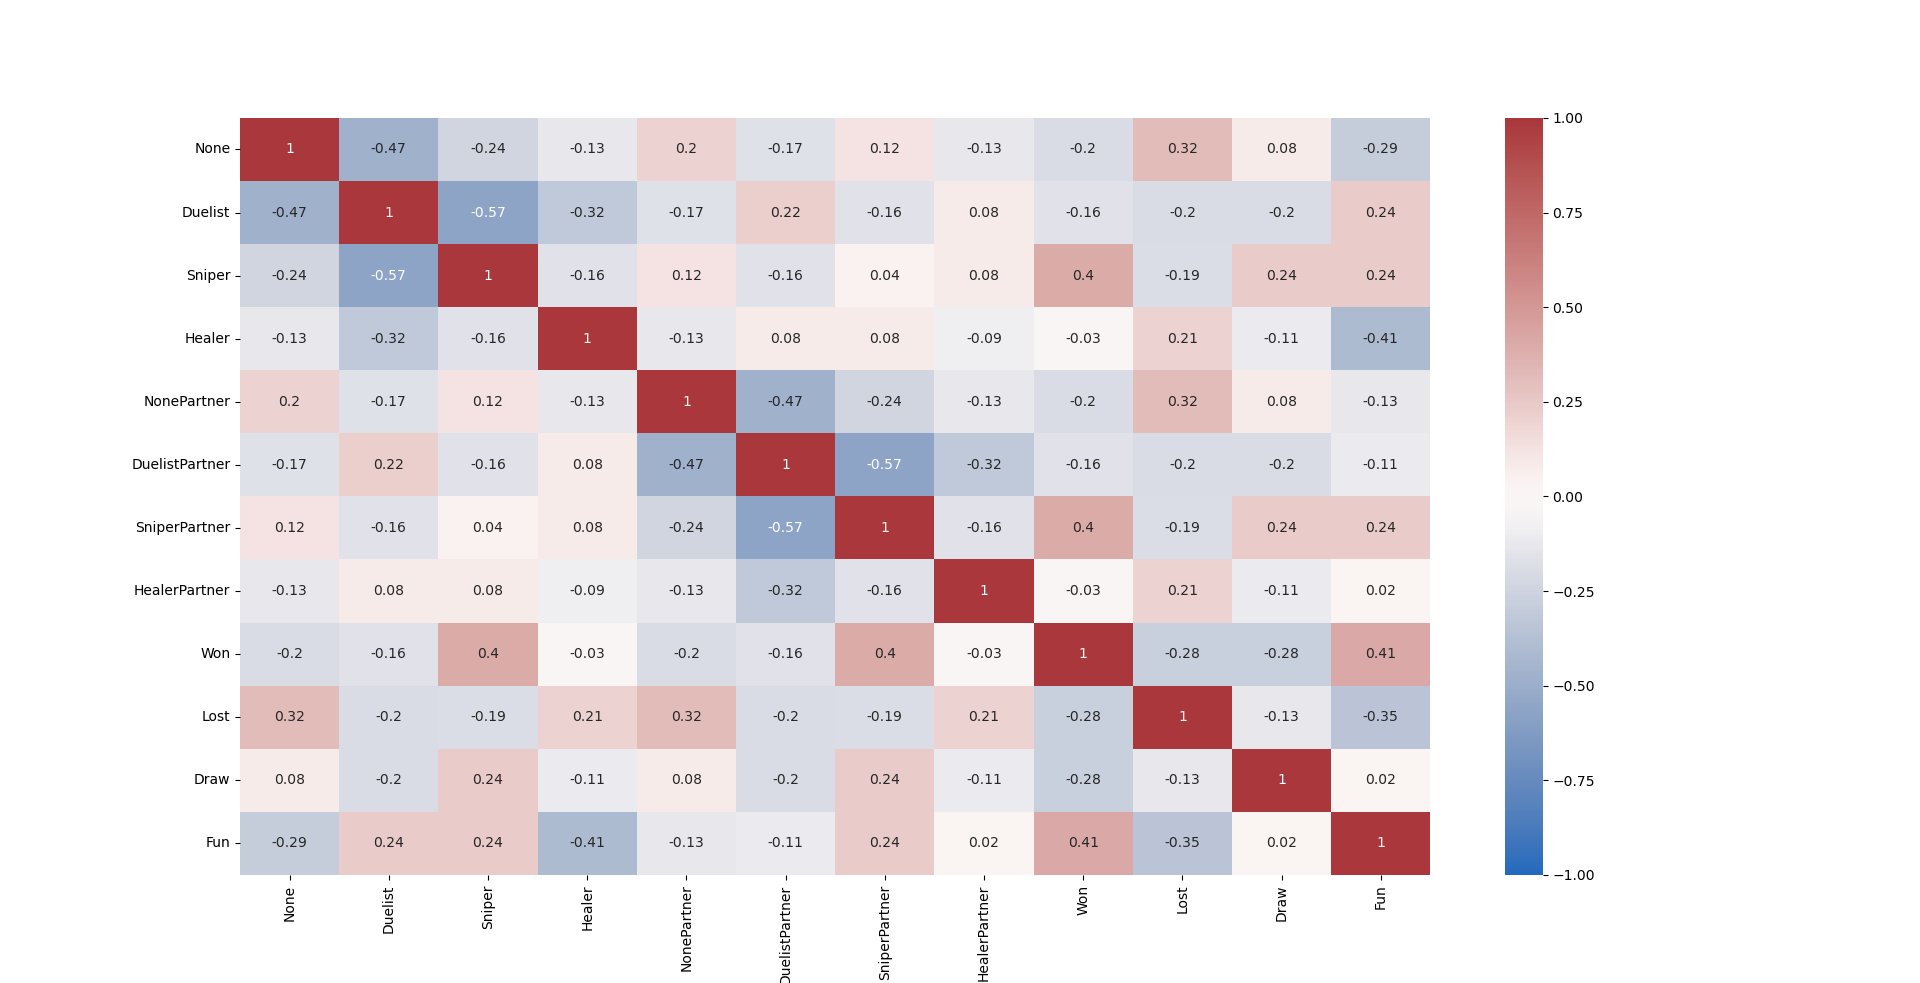 None 1 -0.47 -0.24 -0.13 0.2 -0.17 0.12 -0.13 -0.2 0.32 0.08 -0.29
Duelist -0.47 1 -0.57 -0.32 -0.17 0.22 -0.16 0.08 -0.16 -0.2 -0.2 0.24
Sniper -0.24 -0.57 1 -0.16 0.12 -0.16 0.04 0.08 0.4 -0.19 0.24 0.24
Healer -0.13 -0.32 -0.16 1 -0.13 0.08 0.08 -0.09 -0.03 0.21 -0.11 -0.41
NonePartner 0.2 -0.17 0.12 -0.13 1 -0.47 -0.24 -0.13 -0.2 0.32 0.08 -0.13
DuelistPartner -0.17 0.22 -0.16 0.08 -0.47 1 -0.57 -0.32 -0.16 -0.2 -0.2 -0.11
SniperPartner 0.12 -0.16 0.04 0.08 -0.24 -0.57 1 -0.16 0.4 -0.19 0.24 0.24
HealerPartner -0.13 0.08 0.08 -0.09 -0.13 -0.32 -0.16 1 -0.03 0.21 -0.11 0.02
Won -0.2 -0.16 0.4 -0.03 -0.2 -0.16 0.4 -0.03 1 -0.28 -0.28 0.41
Lost 0.32 -0.2 -0.19 0.21 0.32 -0.2 -0.19 0.21 -0.28 1 -0.13 -0.35
Draw 0.08 -0.2 0.24 -0.11 0.08 -0.2 0.24 -0.11 -0.28 -0.13 1 0.02
Fun -0.29 0.24 0.24 -0.41 -0.13 -0.11 0.24 0.02 0.41 -0.35 0.02 1
None Duelist Sniper Healer NonePartner DuelistPartner SniperPartner HealerPartner Won Lost Draw Fun
1.00
0.75
0.50
0.25
0.00
−0.25
−0.50
−0.75
−1.00